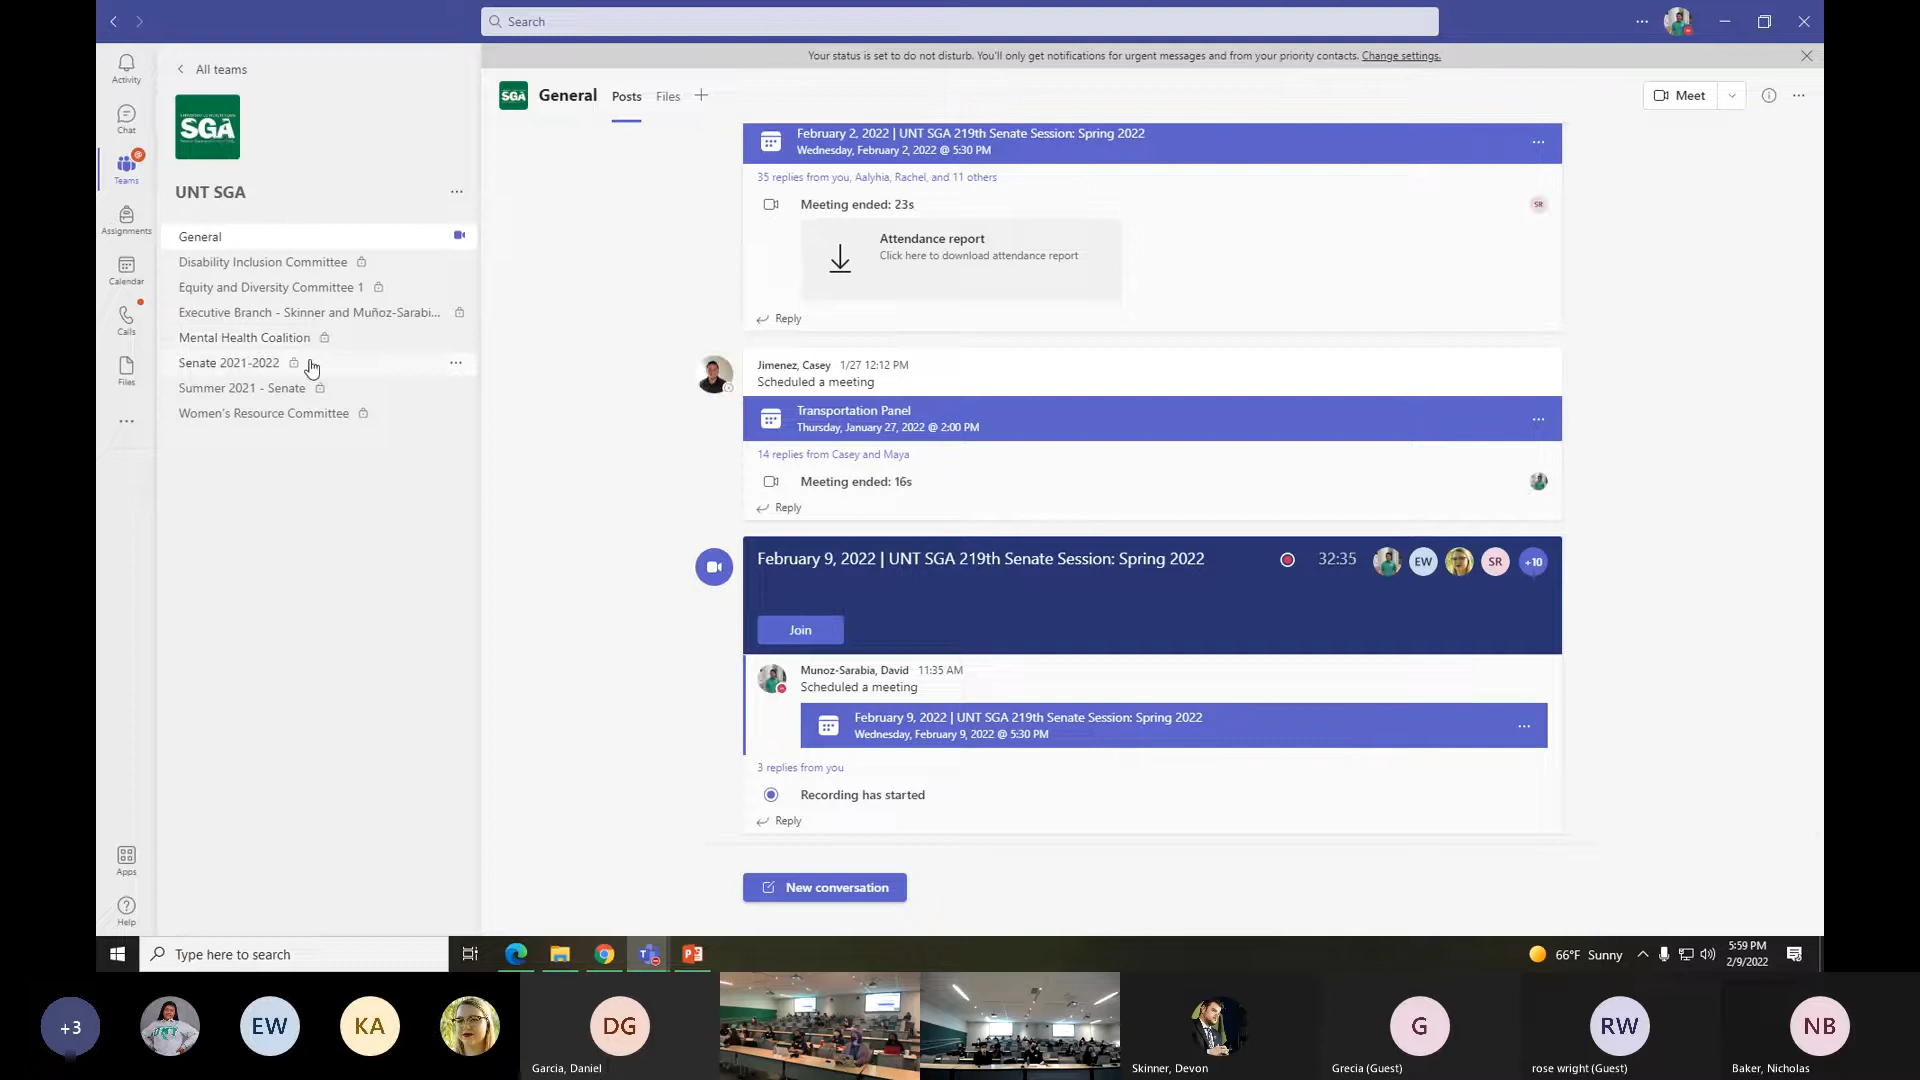 Search
Your status is set to do not disturb. You'll only get notifications for urgent messages and from your priority contacts. Change settings.
Activity
Chat
Teams
Assignments
Calendar
Calls
Files
Apps
Help
All teams
SGA
UNT SGA
General
Disability Inclusion Committee
Equity and Diversity Committee 1
Executive Branch - Skinner and Muñoz-Sarabi...
Mental Health Coalition
Senate 2021-2022
Summer 2021 - Senate
Women's Resource Committee
SGA
General
Posts
Files
Meet
February 2, 2022 | UNT SGA 219th Senate Session: Spring 2022
Wednesday, February 2, 2022 @ 5:30 PM
35 replies from you, Aalyhia, Rachel, and 11 others
Meeting ended: 23s
SR
Attendance report
Click here to download attendance report
Reply
Jimenez, Casey 1/27 12:12 PM
Scheduled a meeting
Transportation Panel
Thursday, January 27, 2022 @ 2:00 PM
14 replies from Casey and Maya
Meeting ended: 16s
Reply
February 9, 2022 | UNT SGA 219th Senate Session: Spring 2022
32:35
EW
SR
+10
Join
Munoz-Sarabia, David 11:35 AM
Scheduled a meeting
February 9, 2022 | UNT SGA 219th Senate Session: Spring 2022
Wednesday, February 9, 2022 @ 5:30 PM
3 replies from you
Recording has started
Reply
New conversation
Type here to search
66°F Sunny
5:59 PM
2/9/2022
+3
EW
KA
DG
Garcia, Daniel
Skinner, Devon
G
Grecia (Guest)
RW
rose wright (Guest)
NB
Baker, Nicholas